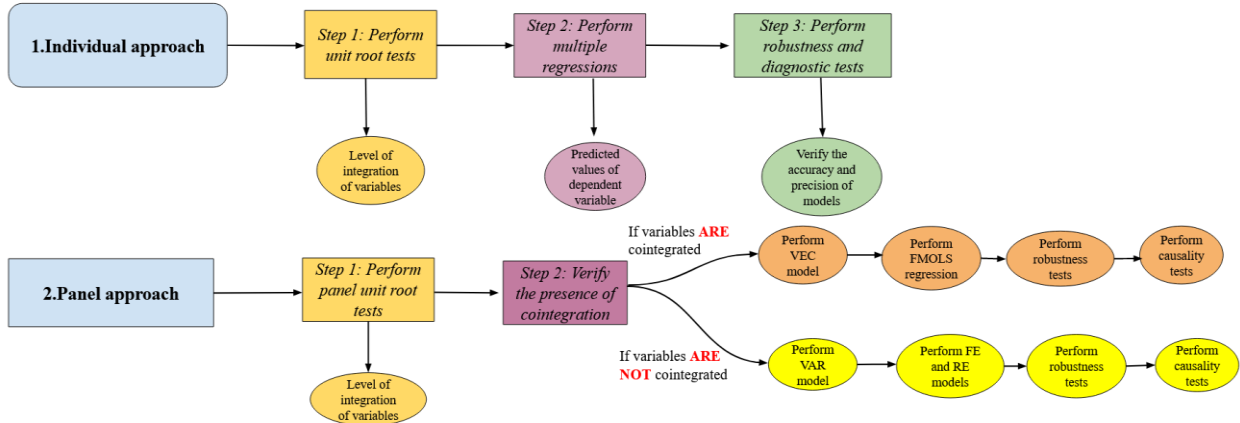 1.Individual approach
Step 1: Perform
unit root tests
Step 2: Perform
multiple
regressions
Step 3: Perform
robustness and
diagnostic tests
Level of
integration
of variables
Predicted
values of
dependent
variable
Verify the
accuracy and
precision of
models
2.Panel approach
Step 1: Perform
panel unit root
tests
Level of
integration
of variables
Step 2: Verify
the presence of
cointegration
If variables ARE
cointegrated
Perform
VEC
model
Perform
FMOLS
regression
Perform
robustness
tests
Perform
causality
tests
If variables ARE
NOT cointegrated
Perform
VAR
model
Perform FE
and RE
models
Perform
robustness
tests
Perform
causality
tests